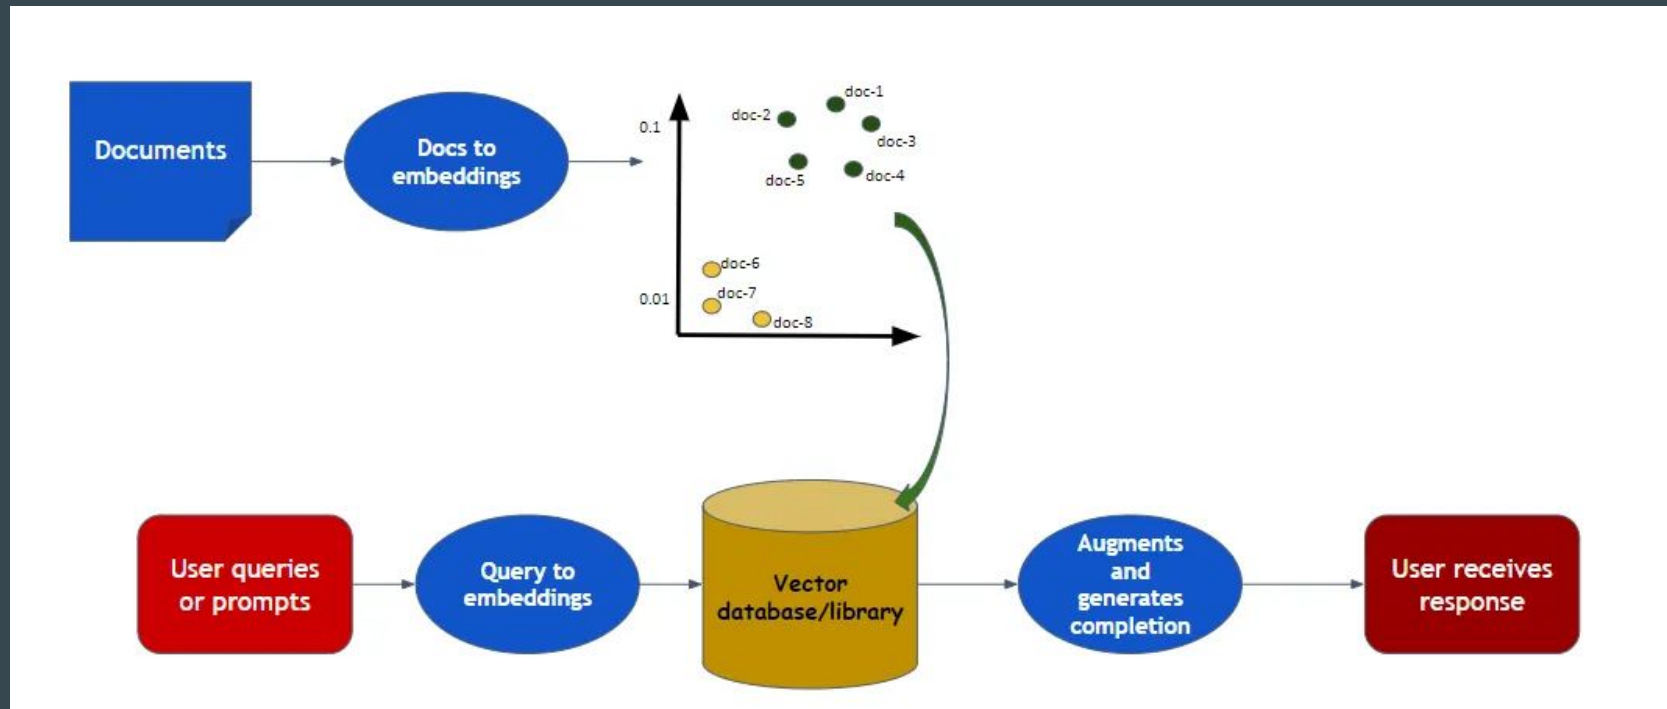 Documents
Docs to
embeddings
0.1
doc-1
doc-2
doc-3
doc-4
doc-5
doc-6
doc-7
0.01
doc-8
User queries
or prompts
Query to
embeddings
Vector
database/library
Augments
and
generates
completion
User receives
response